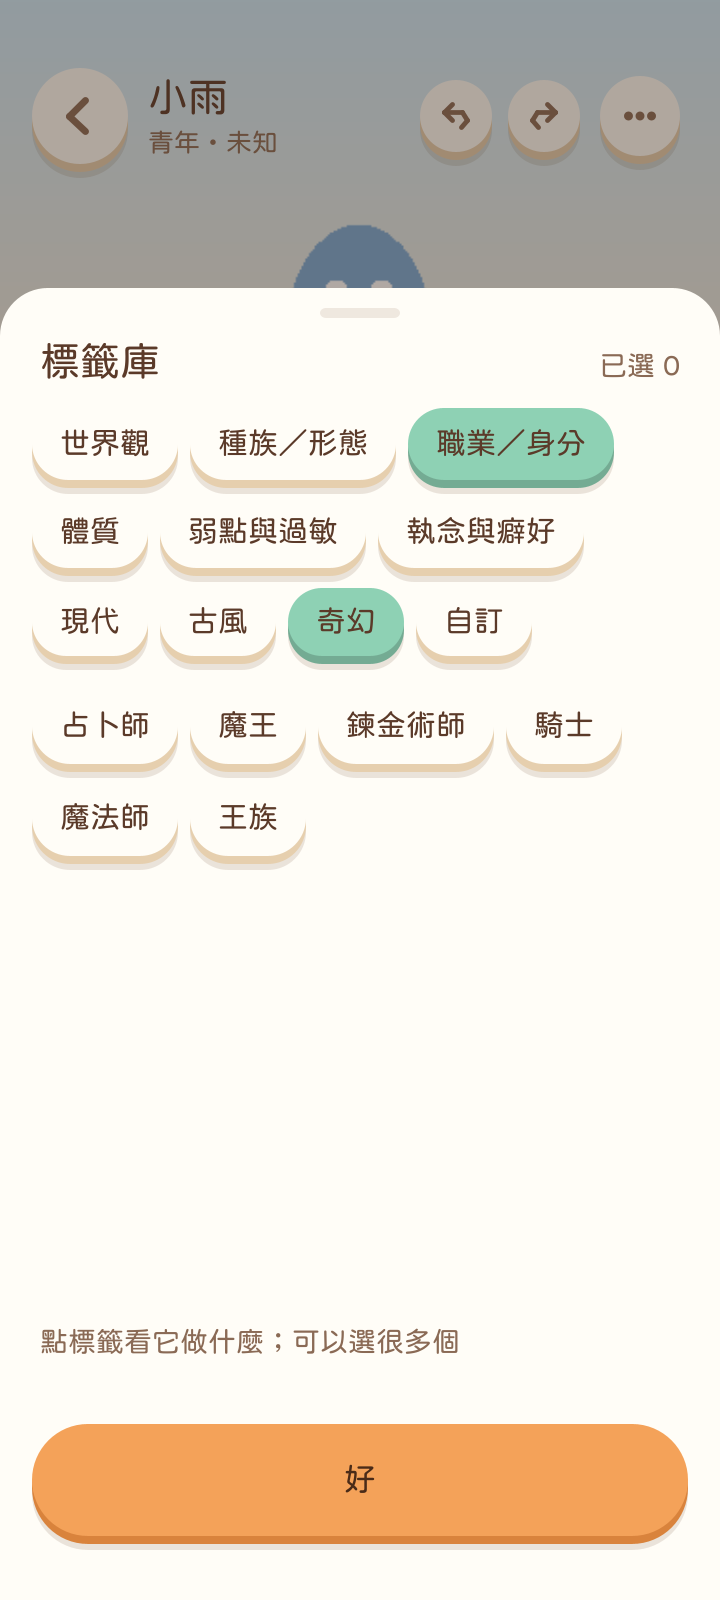 小雨
青年・未知
標籤庫
已選 0
世界觀 種族／形態 職業／身分
體質 弱點與過敏 執念與癖好
現代 古風 奇幻 自訂
占卜師 魔王 鍊金術師 騎士
魔法師 王族
點標籤看它做什麼；可以選很多個
好